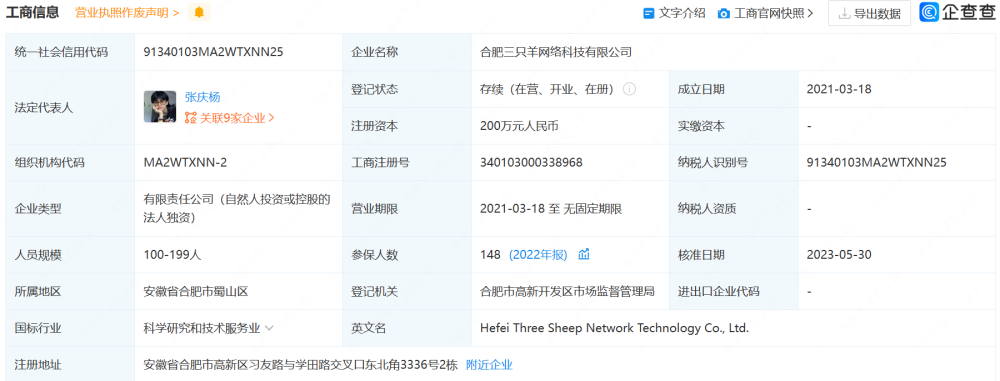 工商信息 营业执照作废声明 > 文字介绍 工商官网快照 > 导出数据 企查查
统一社会信用代码 91340103MA2WTXNN25 企业名称 合肥三只羊网络科技有限公司
法定代表人 张庆杨 关联9家企业 > 登记状态 存续（在营、开业、在册） 成立日期 2021-03-18
注册资本 200万元人民币 实缴资本 -
组织机构代码 MA2WTXNN-2 工商注册号 340103000338968 纳税人识别号 91340103MA2WTXNN25
企业类型 有限责任公司（自然人投资或控股的
法人独资） 营业期限 2021-03-18 至 无固定期限 纳税人资质 -
人员规模 100-199人 参保人数 148 (2022年报) 核准日期 2023-05-30
所属地区 安徽省合肥市蜀山区 登记机关 合肥市高新开发区市场监督管理局 进出口企业代码 -
国标行业 科学研究和技术服务业 英文名 Hefei Three Sheep Network Technology Co., Ltd.
注册地址 安徽省合肥市高新区习友路与学田路交叉口东北角3336号2栋 附近企业